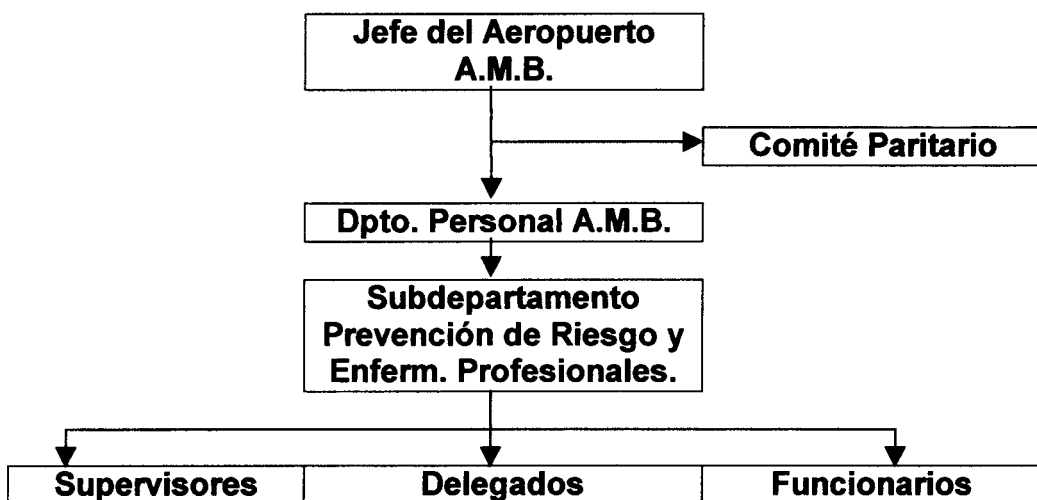 Jefe del Aeropuerto
A.M.B.
Comité Paritario
Dpto. Personal A.M.B.
Subdepartamento
Prevención de Riesgo y
Enferm. Profesionales.
Supervisores
Delegados
Funcionarios